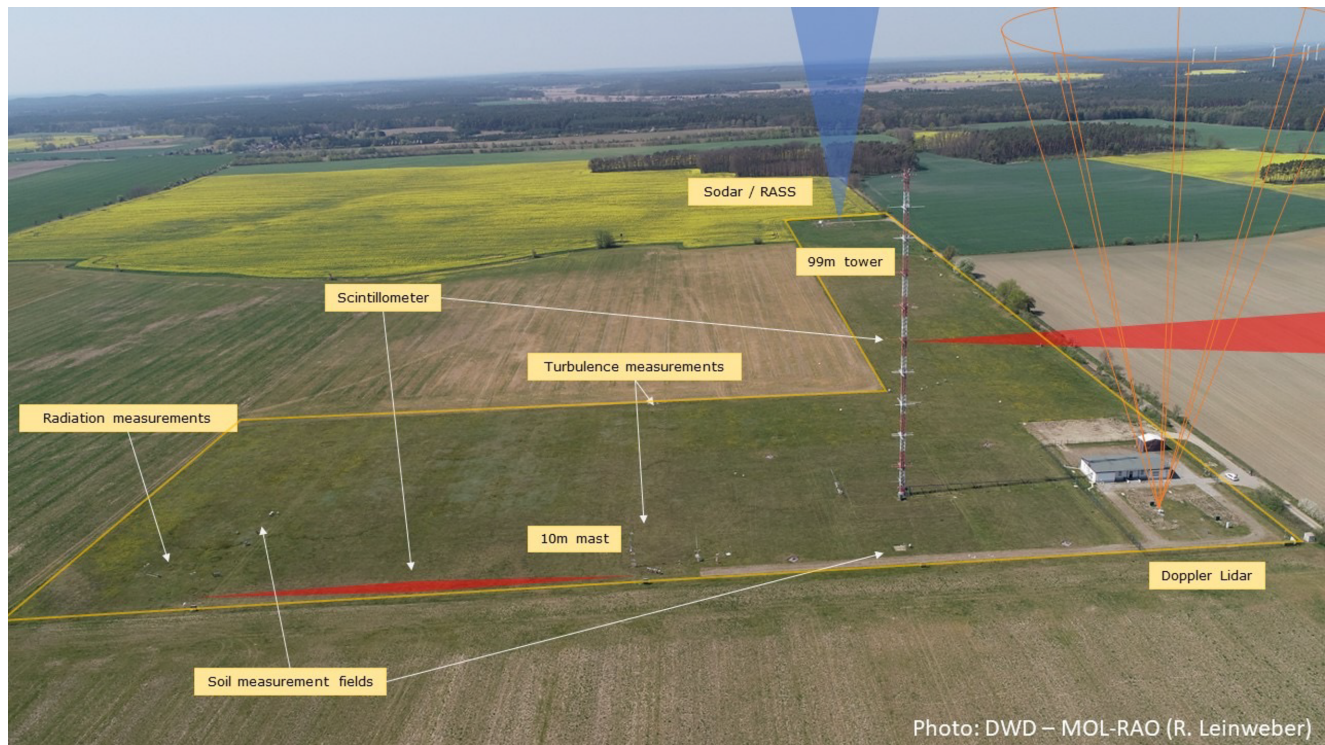 Sodar / RASS
99m tower
Scintillometer
Turbulence measurements
Radiation measurements
10m mast
Doppler Lidar
Soil measurement fields
Photo: DWD – MOL-RAO (R. Leinweber)